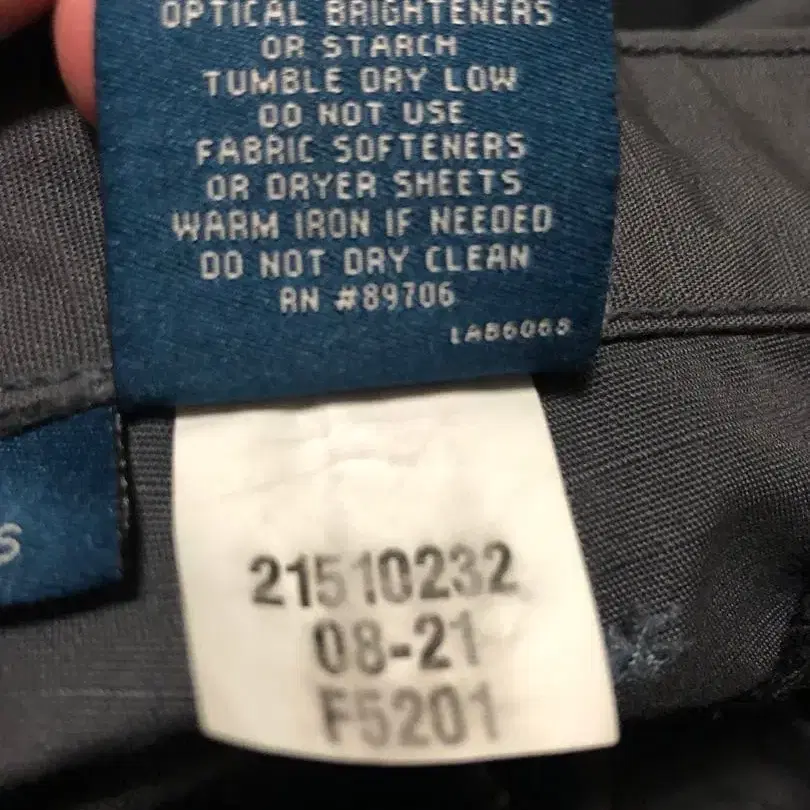 OPTICAL BRIGHTENERS
OR STARCH
TUMBLE DRY LOW
DO NOT USE
FABRIC SOFTENERS
OR DRYER SHEETS
WARM IRON IF NEEDED
DO NOT DRY CLEAN
RN #89706
LAB606S
S
21510232
08-21
F5201